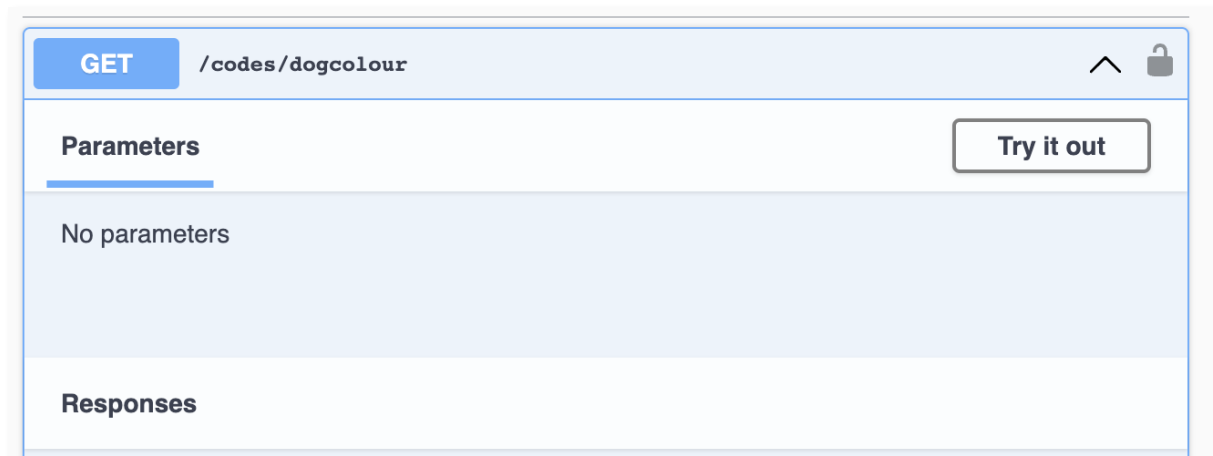 GET /codes/dogcolour
Parameters Try it out
No parameters
Responses